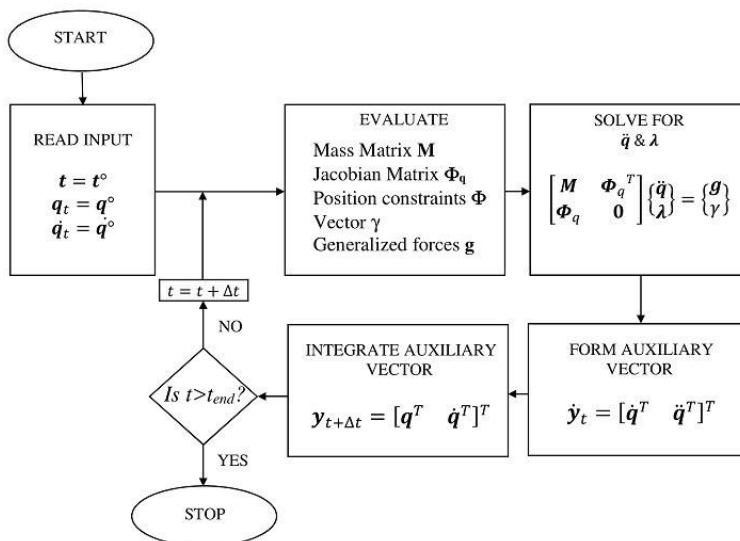 START
READ INPUT
t = t°
q_t = q°
q̇_t = q̇°
EVALUATE
Mass Matrix M
Jacobian Matrix Φ_q
Position constraints Φ
Vector γ
Generalized forces g
SOLVE FOR
q̈ & λ
[M Φ_q^T; Φ_q 0] {q̈; λ} = {g; γ}
FORM AUXILIARY
VECTOR
ẏ_t = [q̇^T q̈^T]^T
INTEGRATE AUXILIARY
VECTOR
y_{t+Δt} = [q^T q̇^T]^T
Is t>t_end?
NO
t = t + Δt
YES
STOP